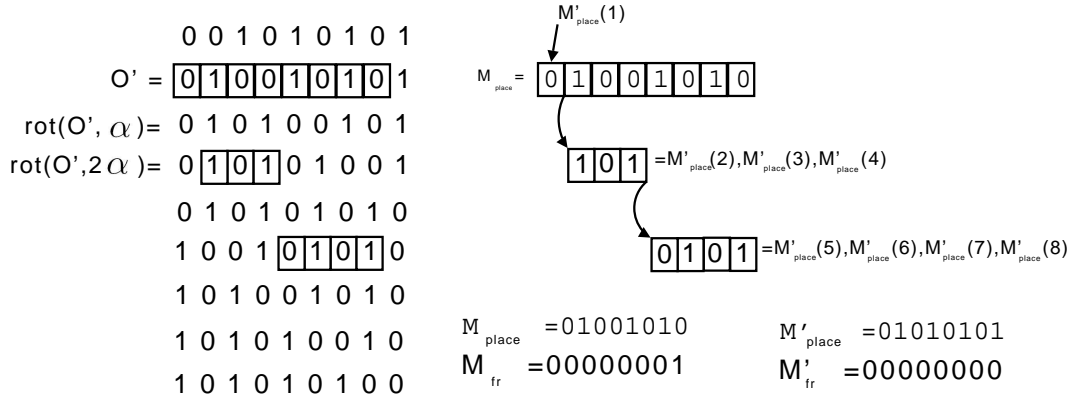 0 0 1 0 1 0 1 0 1
O' = 0 1 0 0 1 0 1 0 1
rot(O', α)= 0 1 0 1 0 0 1 0 1
rot(O',2 α)= 0 1 0 1 0 1 0 0 1
0 1 0 1 0 1 0 1 0
1 0 0 1 0 1 0 1 0
1 0 1 0 0 1 0 1 0
1 0 1 0 1 0 0 1 0
1 0 1 0 1 0 1 0 0
M'place(1)
M place = 0 1 0 0 1 0 1 0
1 0 1 =M'place(2),M'place(3),M'place(4)
0 1 0 1 =M'place(5),M'place(6),M'place(7),M'place(8)
M place =01001010
M fr =00000001
M'place =01010101
M'fr =00000000